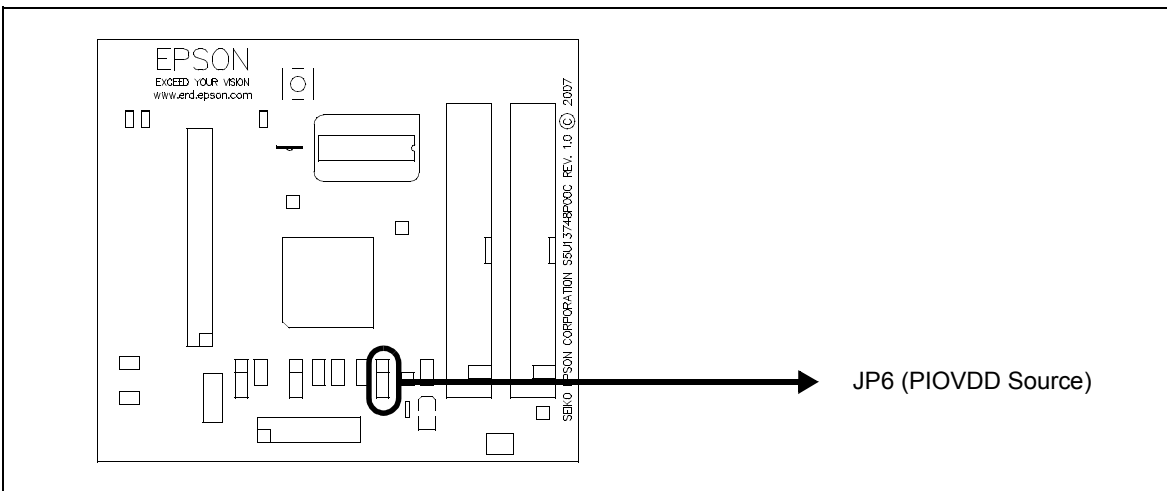 EPSON
EXCEED YOUR VISION
www.erd.epson.com
SEIKO EPSON CORPORATION S5U13748P00C REV. 1.0 © 2007
JP6 (PIOVDD Source)